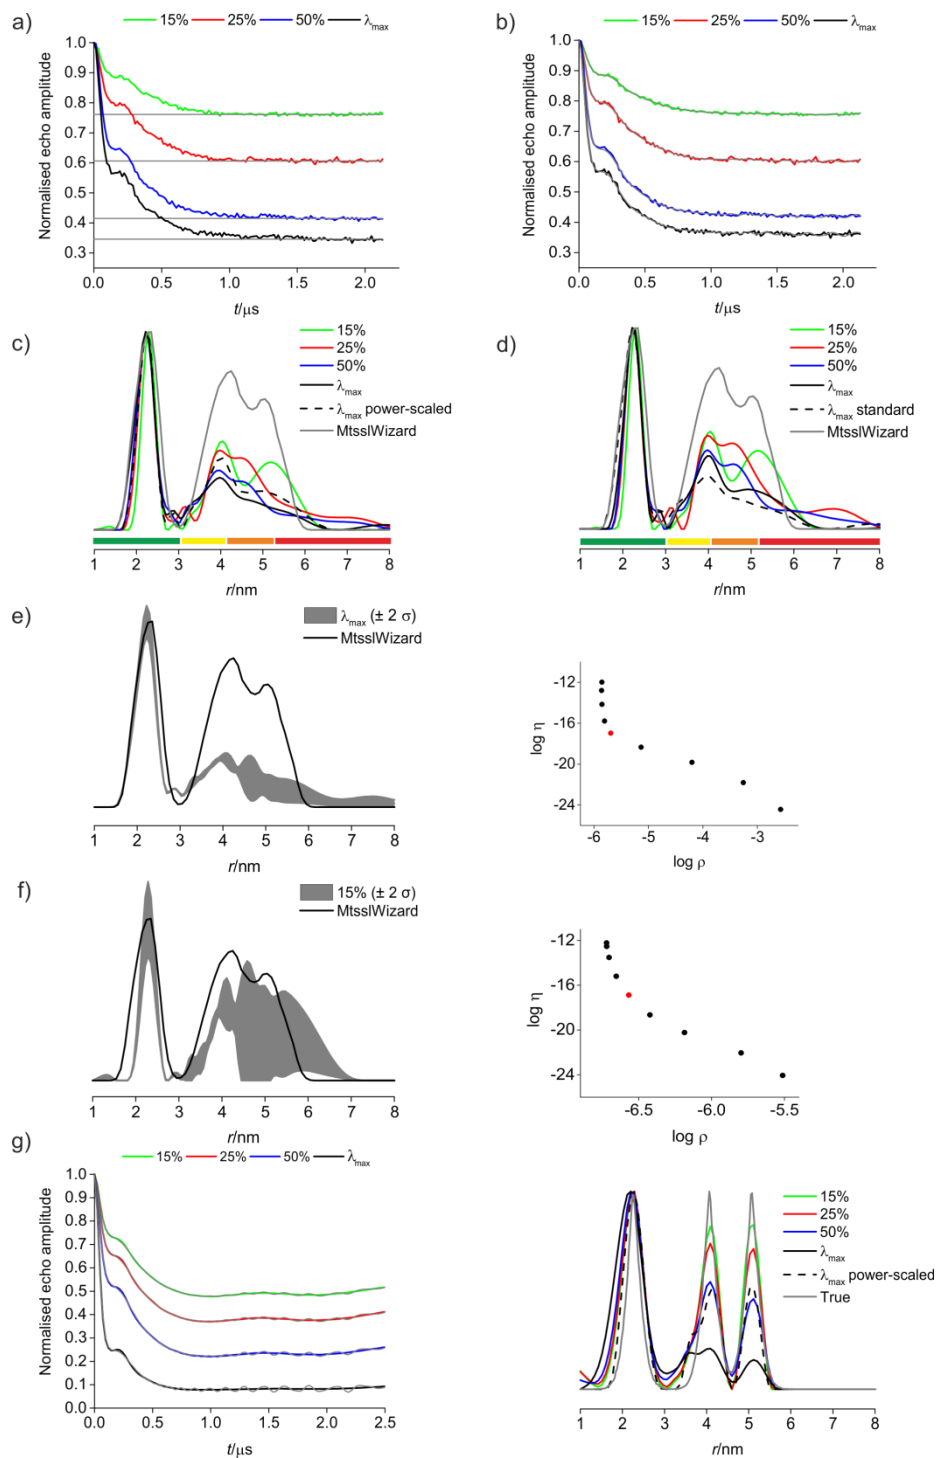 a)
15% 25% 50% λmax
Normalised echo amplitude
1.0
0.9
0.8
0.7
0.6
0.5
0.4
0.3
0.0 0.5 1.0 1.5 2.0
t/μs
b)
15% 25% 50% λmax
Normalised echo amplitude
1.0
0.9
0.8
0.7
0.6
0.5
0.4
0.3
0.0 0.5 1.0 1.5 2.0
t/μs
c)
15%
25%
50%
λmax
λmax power-scaled
MtsslWizard
1 2 3 4 5 6 7 8
r/nm
d)
15%
25%
50%
λmax
λmax standard
MtsslWizard
1 2 3 4 5 6 7 8
r/nm
e)
λmax (± 2 σ)
MtsslWizard
1 2 3 4 5 6 7 8
r/nm
log η
-12
-16
-20
-24
-6 -5 -4 -3
log ρ
f)
15% (± 2 σ)
MtsslWizard
1 2 3 4 5 6 7 8
r/nm
log η
-12
-16
-20
-24
-6.5 -6.0 -5.5
log ρ
g)
15% 25% 50% λmax
Normalised echo amplitude
1.0
0.9
0.8
0.7
0.6
0.5
0.4
0.3
0.2
0.1
0.0
0.0 0.5 1.0 1.5 2.0 2.5
t/μs
15%
25%
50%
λmax
λmax power-scaled
True
1 2 3 4 5 6 7 8
r/nm